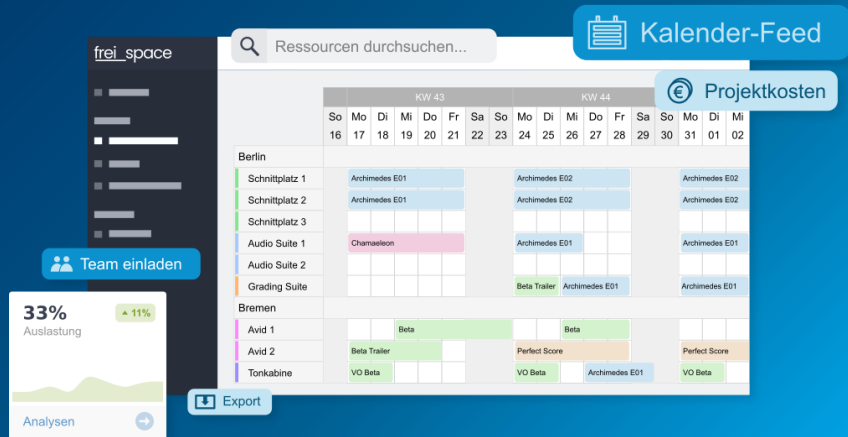 Kalender-Feed
frei_space
Ressourcen durchsuchen...
Projektkosten
KW 43 KW 44
So Mo Di Mi Do Fr Sa So Mo Di Mi Do Fr Sa So Mo Di Mi
16 17 18 19 20 21 22 23 24 25 26 27 28 29 30 31 01 02
Berlin
Schnittplatz 1 Archimedes E01 Archimedes E02 Archimedes E02
Schnittplatz 2 Archimedes E01 Archimedes E02 Archimedes E02
Schnittplatz 3
Audio Suite 1 Chamaeleon Archimedes E01 Archimedes E01
Audio Suite 2
Grading Suite Beta Trailer Archimedes E01 Archimedes E01
Bremen
Avid 1 Beta Beta
Avid 2 Beta Trailer Perfect Score Perfect Score
Tonkabine VO Beta VO Beta Archimedes E01 VO Beta
Team einladen
33% 11%
Auslastung
Analysen
Export